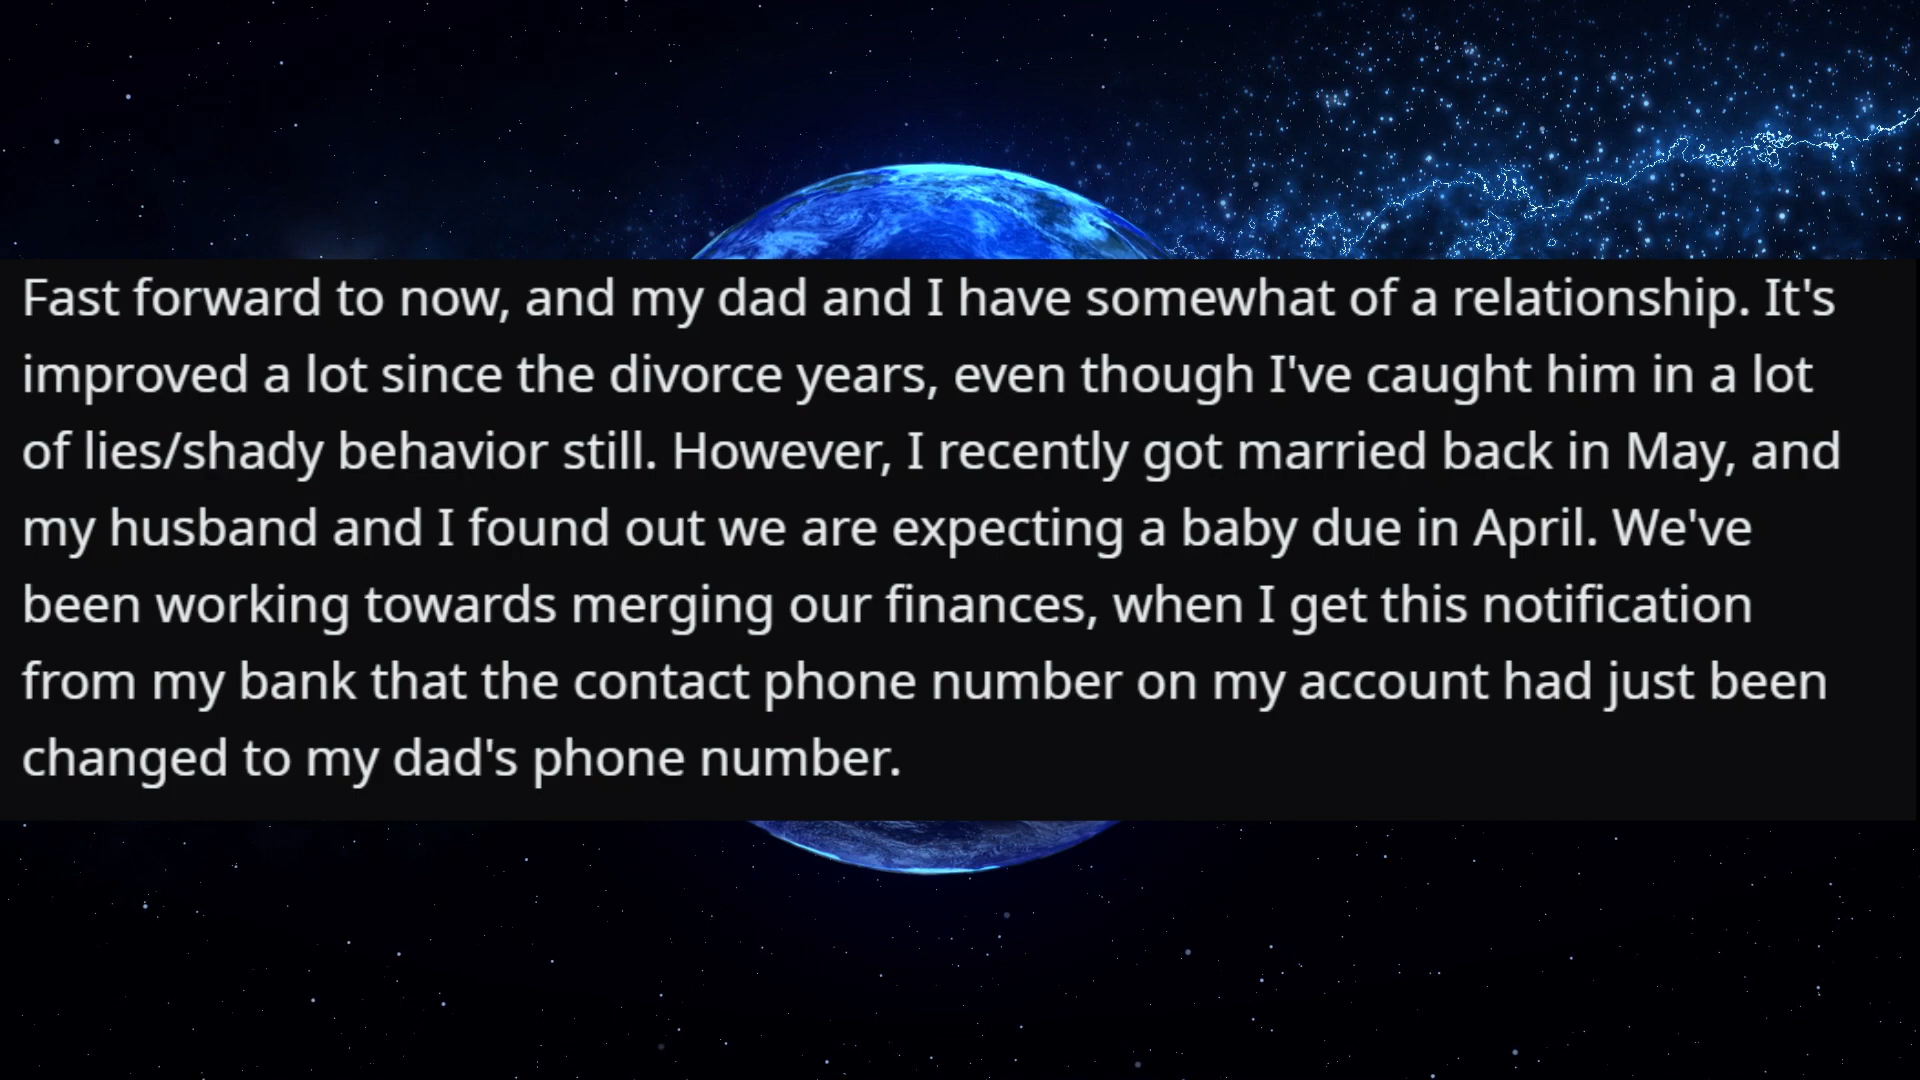 Fast forward to now, and my dad and I have somewhat of a relationship. It's
improved a lot since the divorce years, even though I've caught him in a lot
of lies/shady behavior still. However, I recently got married back in May, and
my husband and I found out we are expecting a baby due in April. We've
been working towards merging our finances, when I get this notification
from my bank that the contact phone number on my account had just been
changed to my dad's phone number.